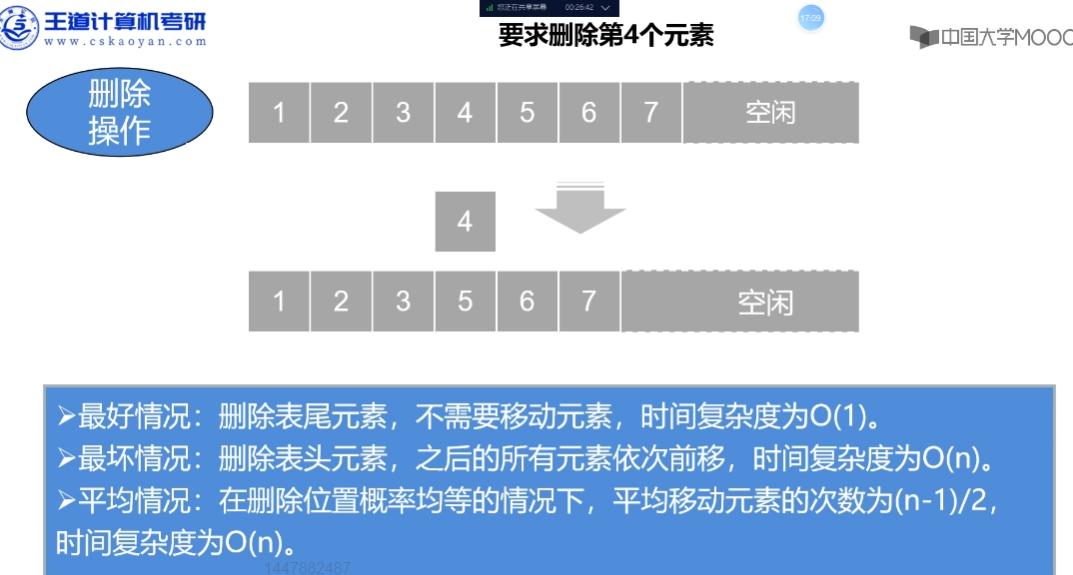 王道计算机考研
www.cskaoyan.com
您正在共享屏幕 00:26:42
17:09
中国大学MOOC
要求删除第4个元素
删除
操作
1 2 3 4 5 6 7 空闲
4
1 2 3 5 6 7 空闲
➢最好情况：删除表尾元素，不需要移动元素，时间复杂度为O(1)。
➢最坏情况：删除表头元素，之后的所有元素依次前移，时间复杂度为O(n)。
➢平均情况：在删除位置概率均等的情况下，平均移动元素的次数为(n-1)/2，
时间复杂度为O(n)。
1447882487